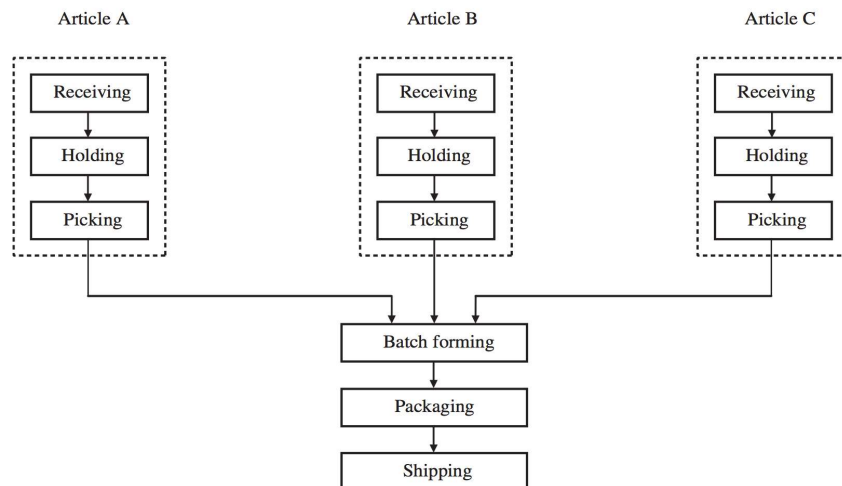 Article A
Article B
Article C
Receiving
Receiving
Receiving
Holding
Holding
Holding
Picking
Picking
Picking
Batch forming
Packaging
Shipping